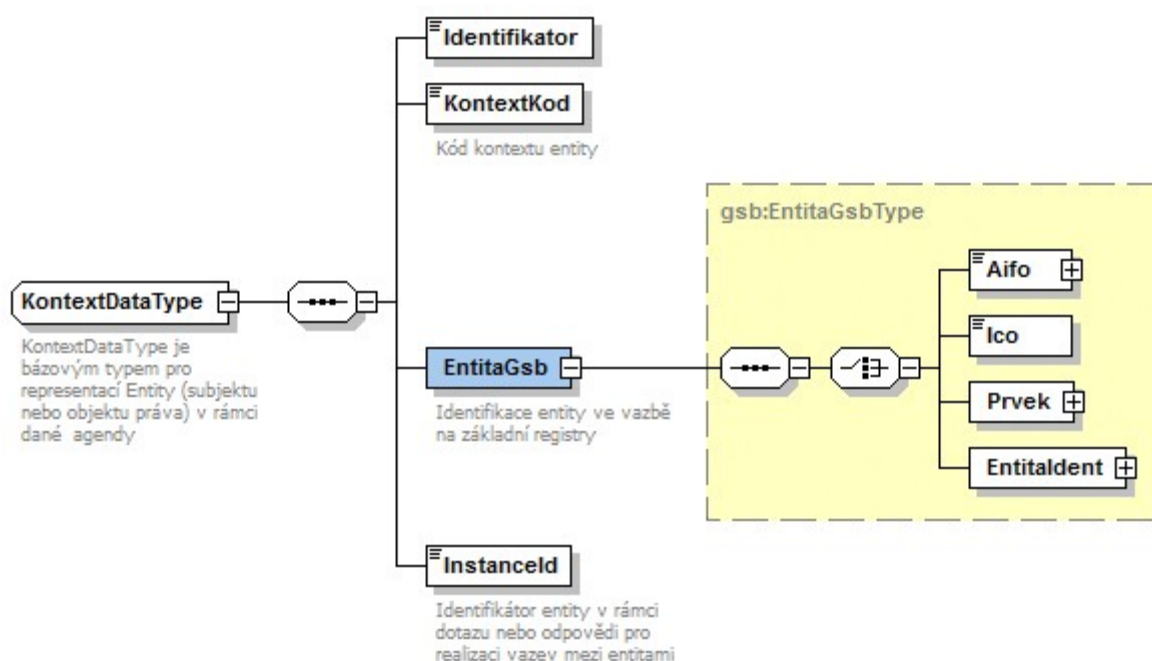 Identifikator
KontextKod
Kód kontextu entity
gsb:EntitaGsbType
Aifo
Ico
KontextDataType
KontextDataType je
bázovým typem pro
representací Entity (subjektu
nebo objektu práva) v rámci
dané agendy
EntitaGsb
Identifikace entity ve vazbě
na základní registry
Prvek
EntitaIdent
InstanceId
Identifikátor entity v rámci
dotazu nebo odpovědi pro
realizaci vazev mezi entitami